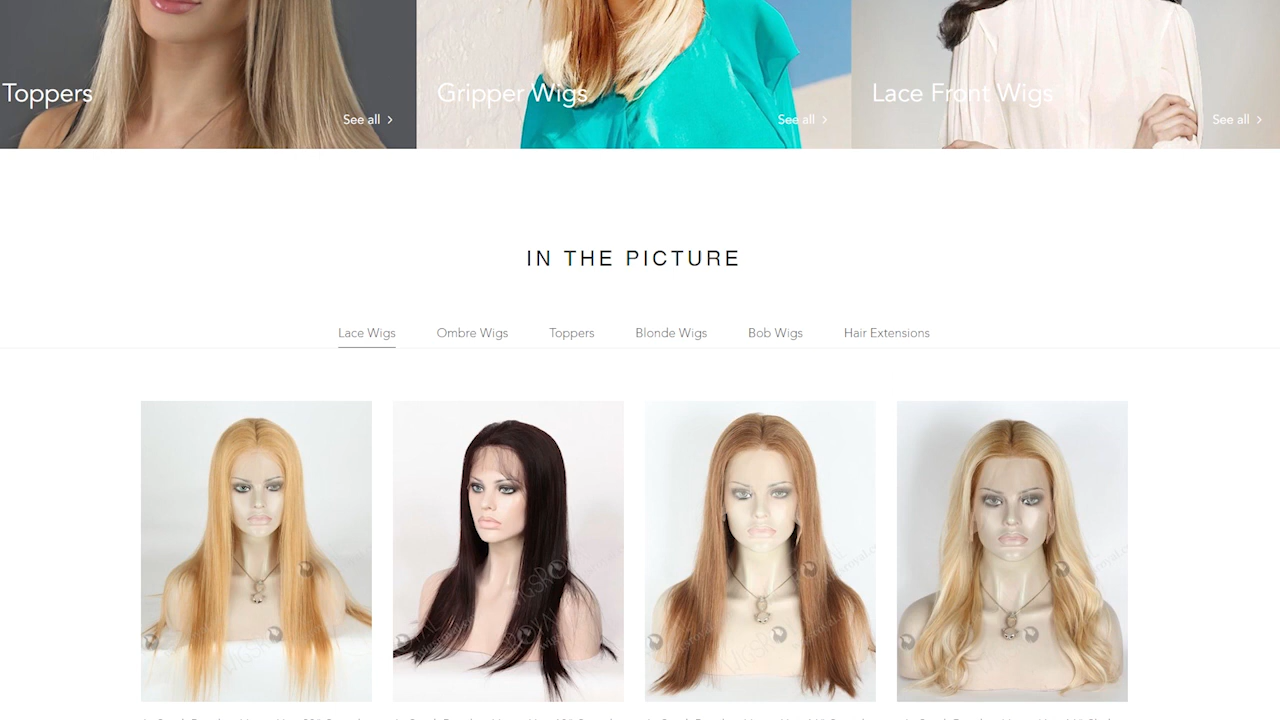 Toppers
See all
Gripper Wigs
See all
Lace Front Wigs
See all
IN THE PICTURE
Lace Wigs
Ombre Wigs
Toppers
Blonde Wigs
Bob Wigs
Hair Extensions